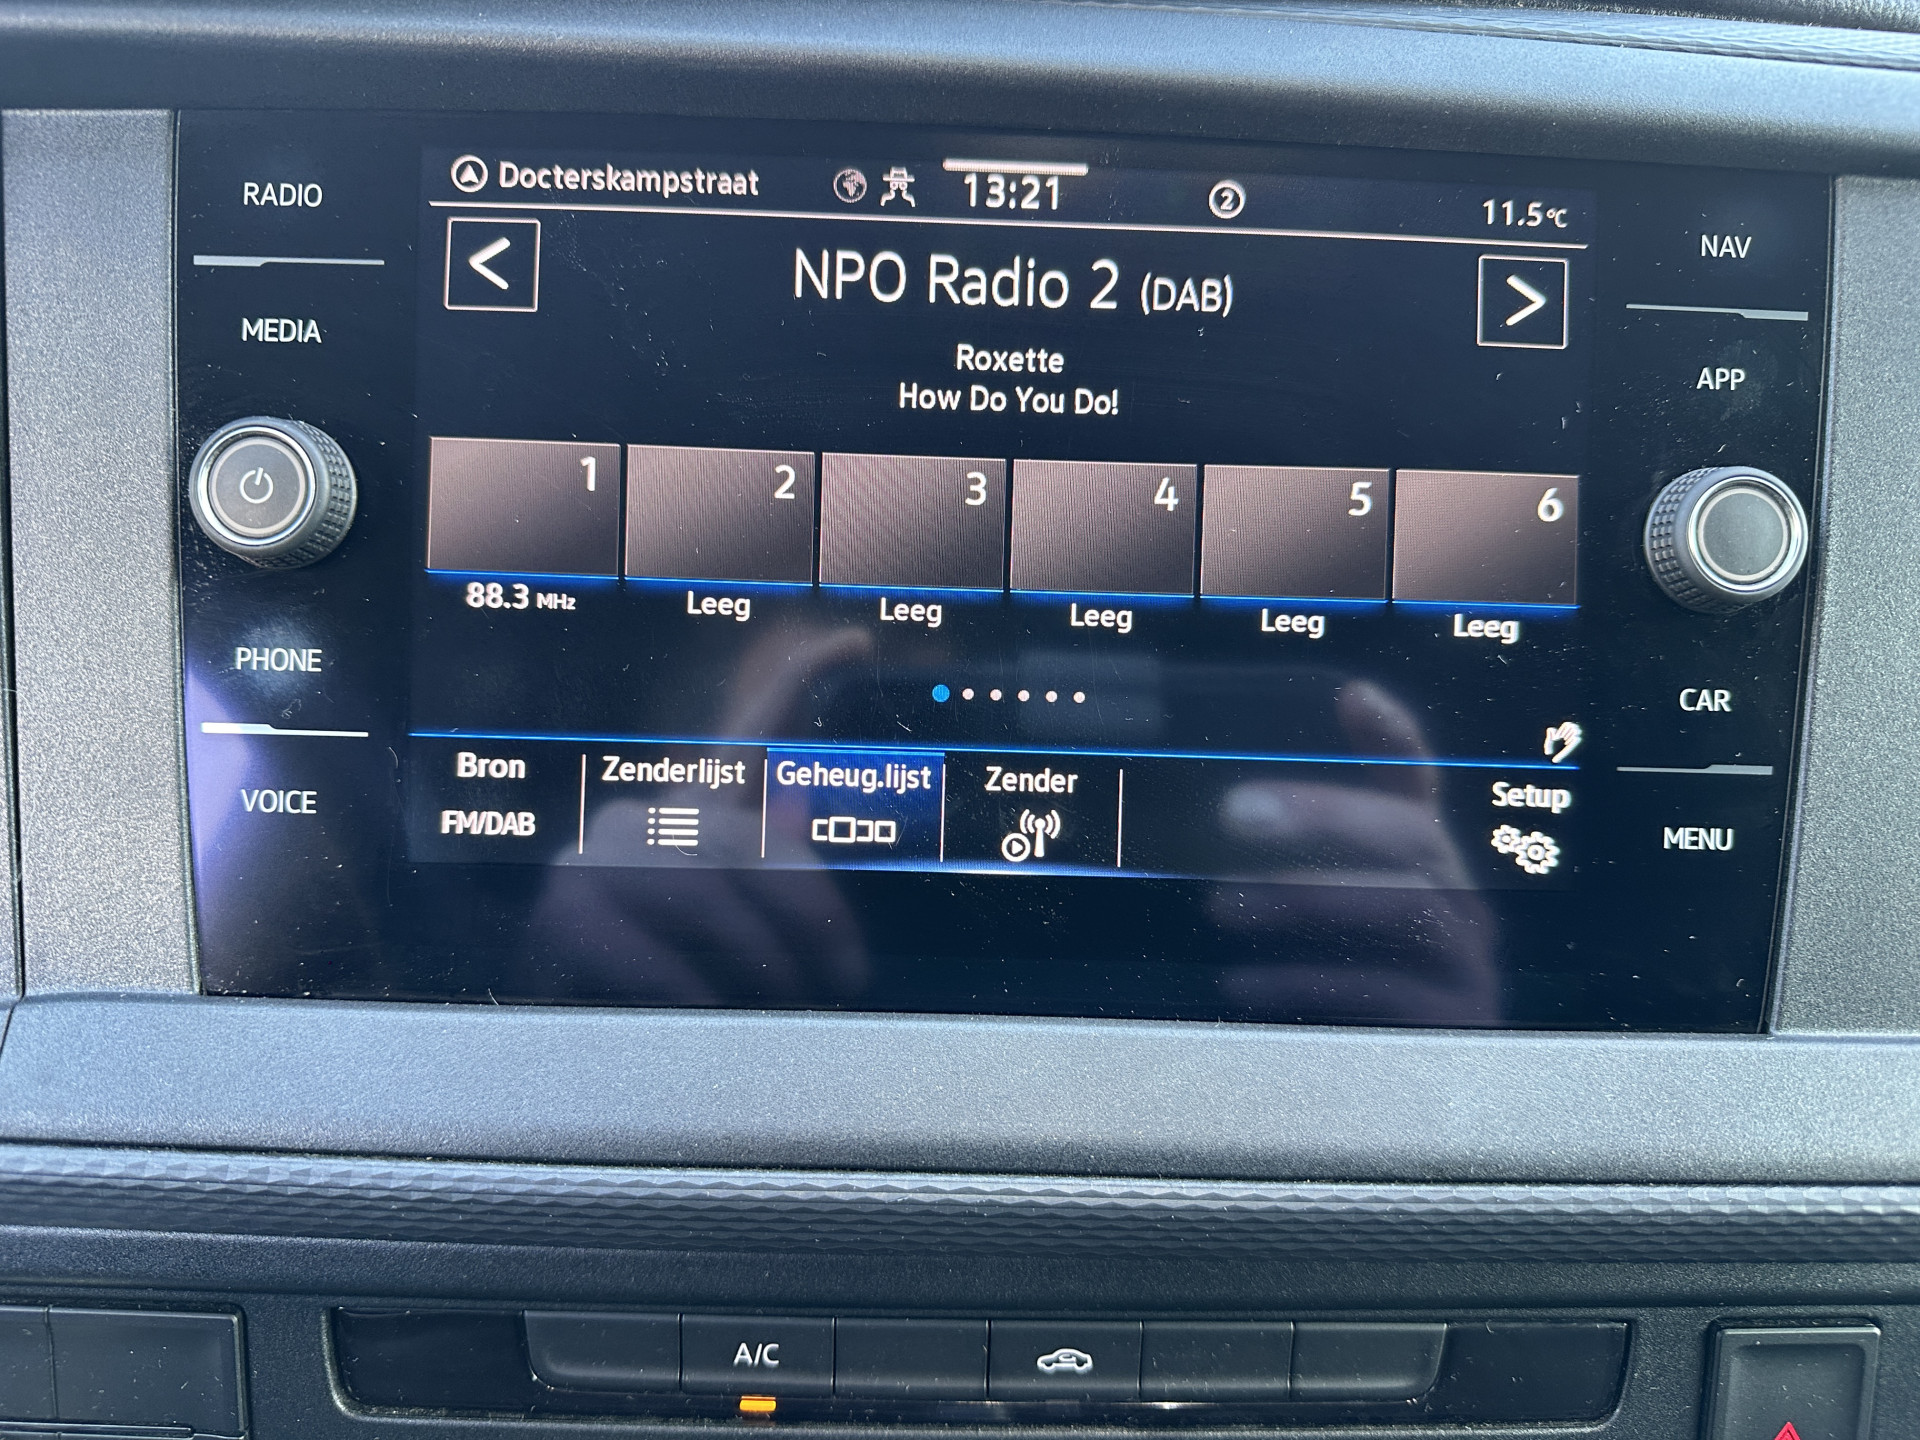 Docterskampstraat 13:21 2 11.5°C
RADIO
NAV
NPO Radio 2 (DAB)
MEDIA
Roxette
APP
How Do You Do!
1 2 3 4 5 6
88.3 MHz Leeg Leeg Leeg Leeg Leeg
PHONE
CAR
Bron Zenderlijst Geheug.lijst Zender Setup
FM/DAB
VOICE
MENU
A/C